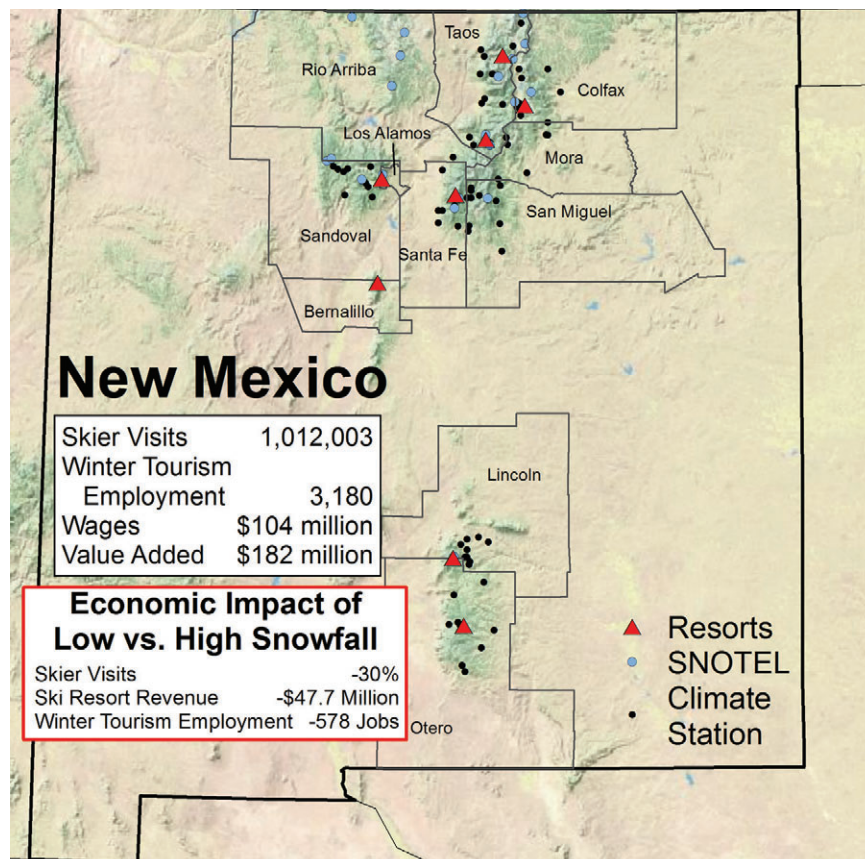 Taos
Rio Arriba
Colfax
Los Alamos
Mora
San Miguel
Sandoval
Santa Fe
Bernalillo
New Mexico
Skier Visits 1,012,003
Winter Tourism
Employment 3,180
Wages $104 million
Value Added $182 million
Lincoln
Economic Impact of
Low vs. High Snowfall
Skier Visits -30%
Ski Resort Revenue -$47.7 Million
Winter Tourism Employment -578 Jobs
Otero
Resorts
SNOTEL
Climate
Station